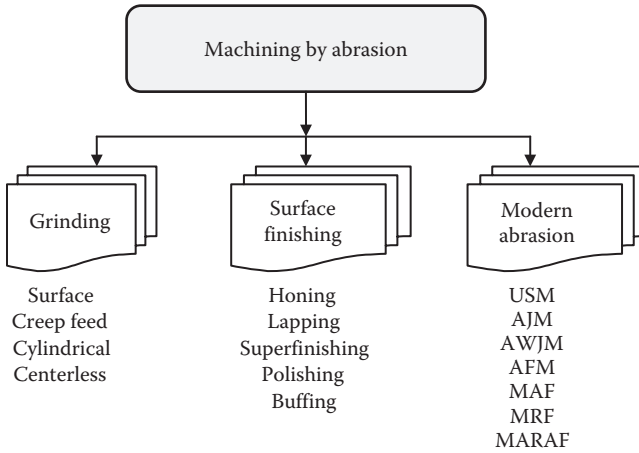 Machining by abrasion
Grinding
Surface
finishing
Modern
abrasion
Surface
Creep feed
Cylindrical
Centerless
Honing
Lapping
Superfinishing
Polishing
Buffing
USM
AJM
AWJM
AFM
MAF
MRF
MARAF